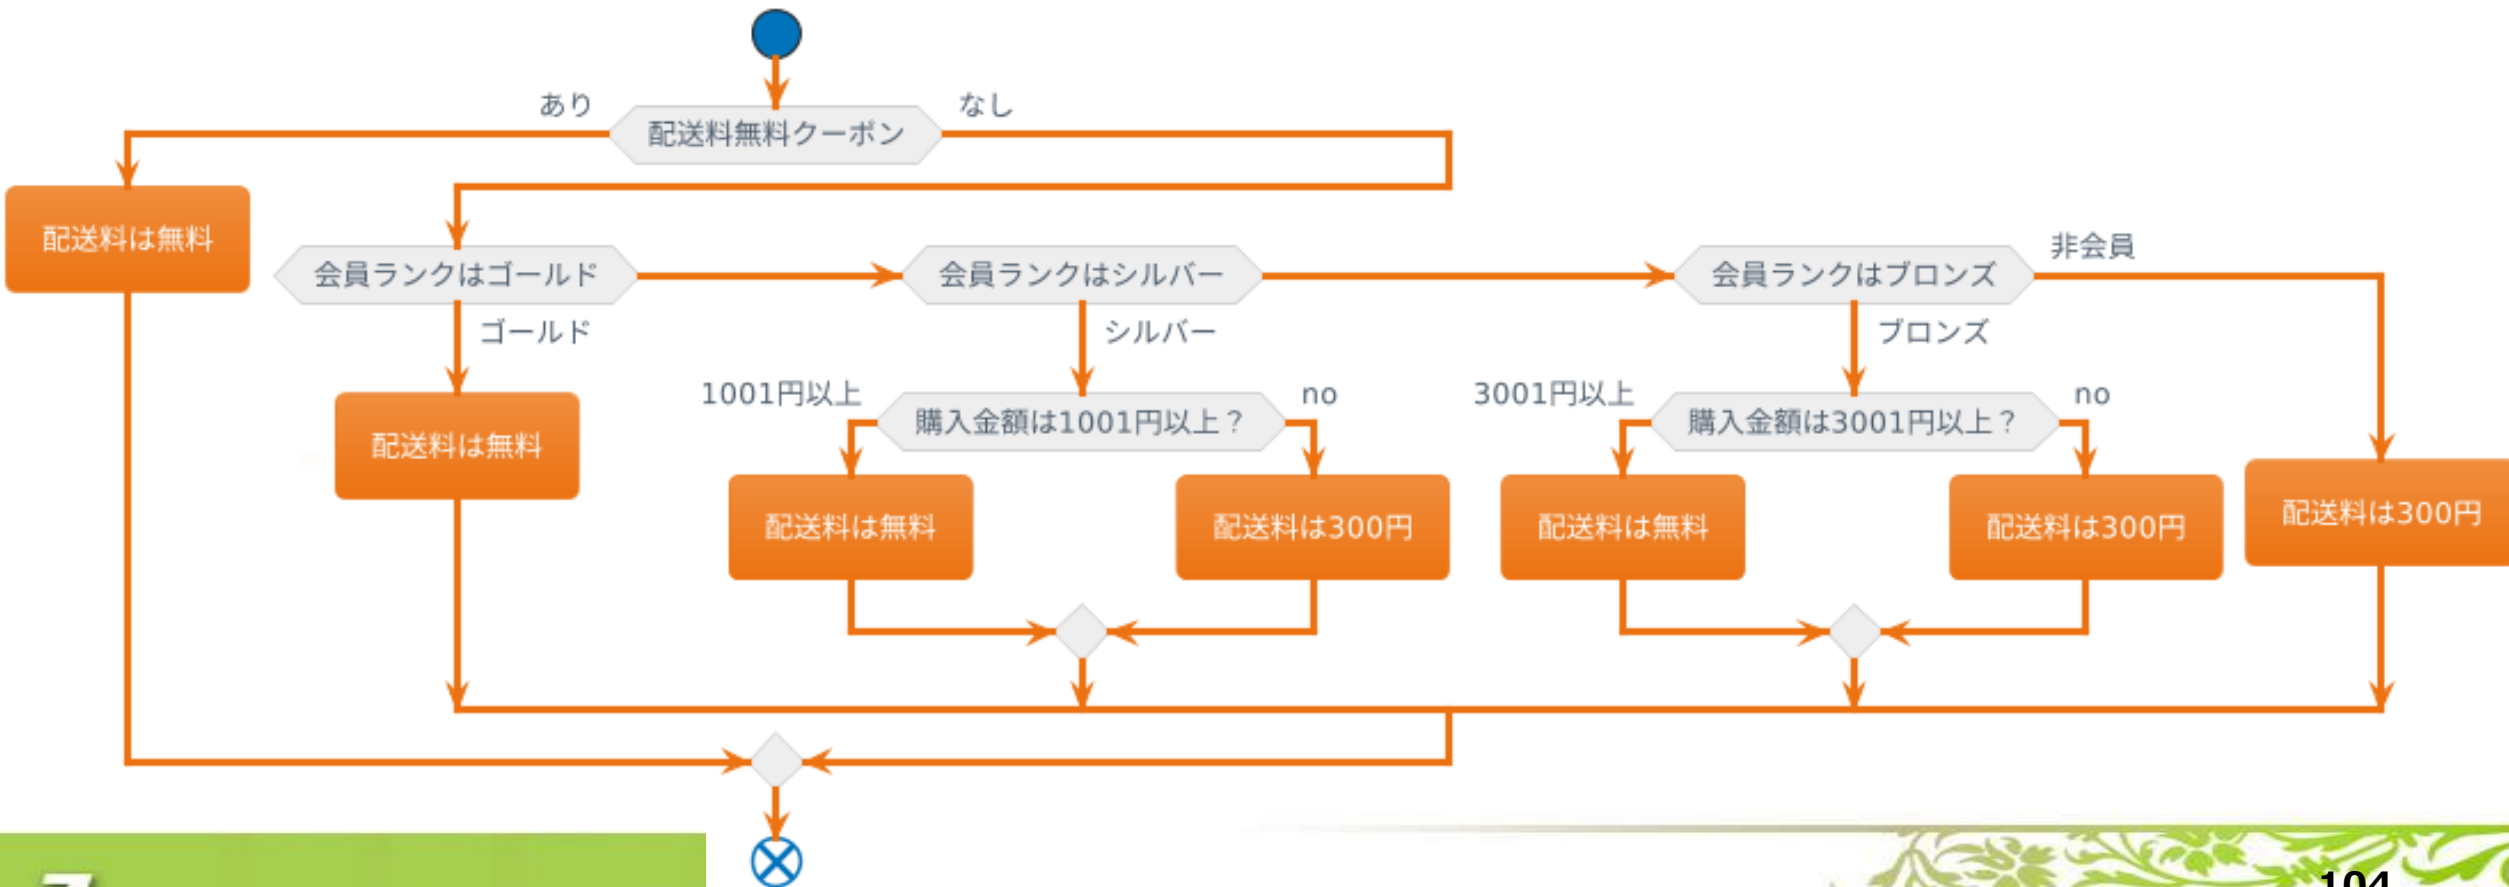 あり
なし
配送料無料クーポン
配送料は無料
会員ランクはゴールド
会員ランクはシルバー
会員ランクはブロンズ
非会員
ゴールド
シルバー
ブロンズ
1001円以上
購入金額は1001円以上？
no
3001円以上
購入金額は3001円以上？
no
配送料は無料
配送料は無料
配送料は300円
配送料は無料
配送料は300円
配送料は300円
104